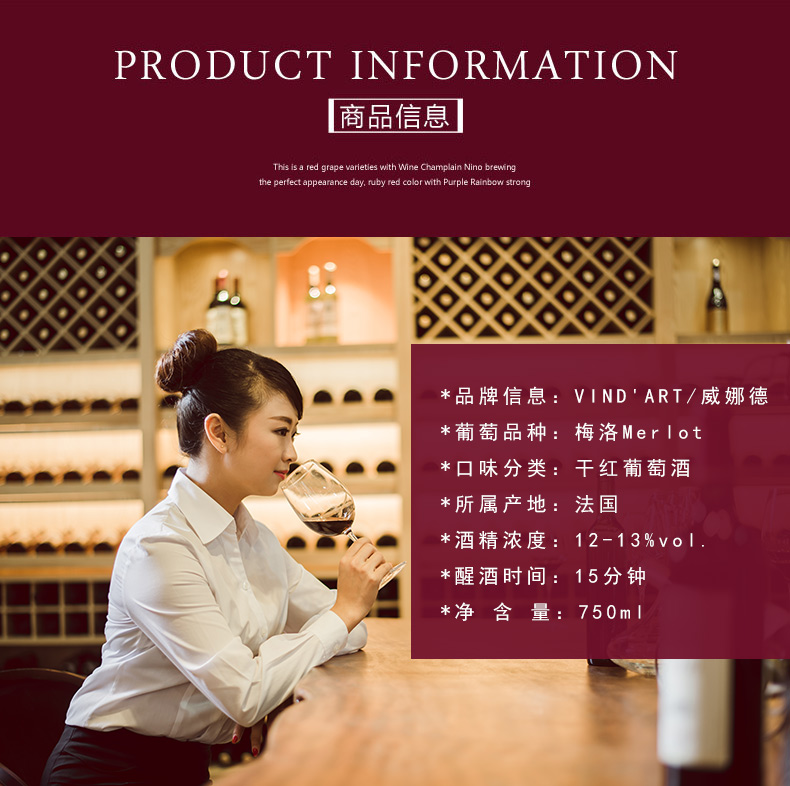 PRODUCT INFORMATION
商品信息
This is a red grape varieties with Wine Champlain Nino brewing
the perfect appearance day, ruby red color with Purple Rainbow strong
*品牌信息：VIND'ART/威娜德
*葡萄品种：梅洛Merlot
*口味分类：干红葡萄酒
*所属产地：法国
*酒精浓度：12-13%vol.
*醒酒时间：15分钟
*净 含 量：750ml